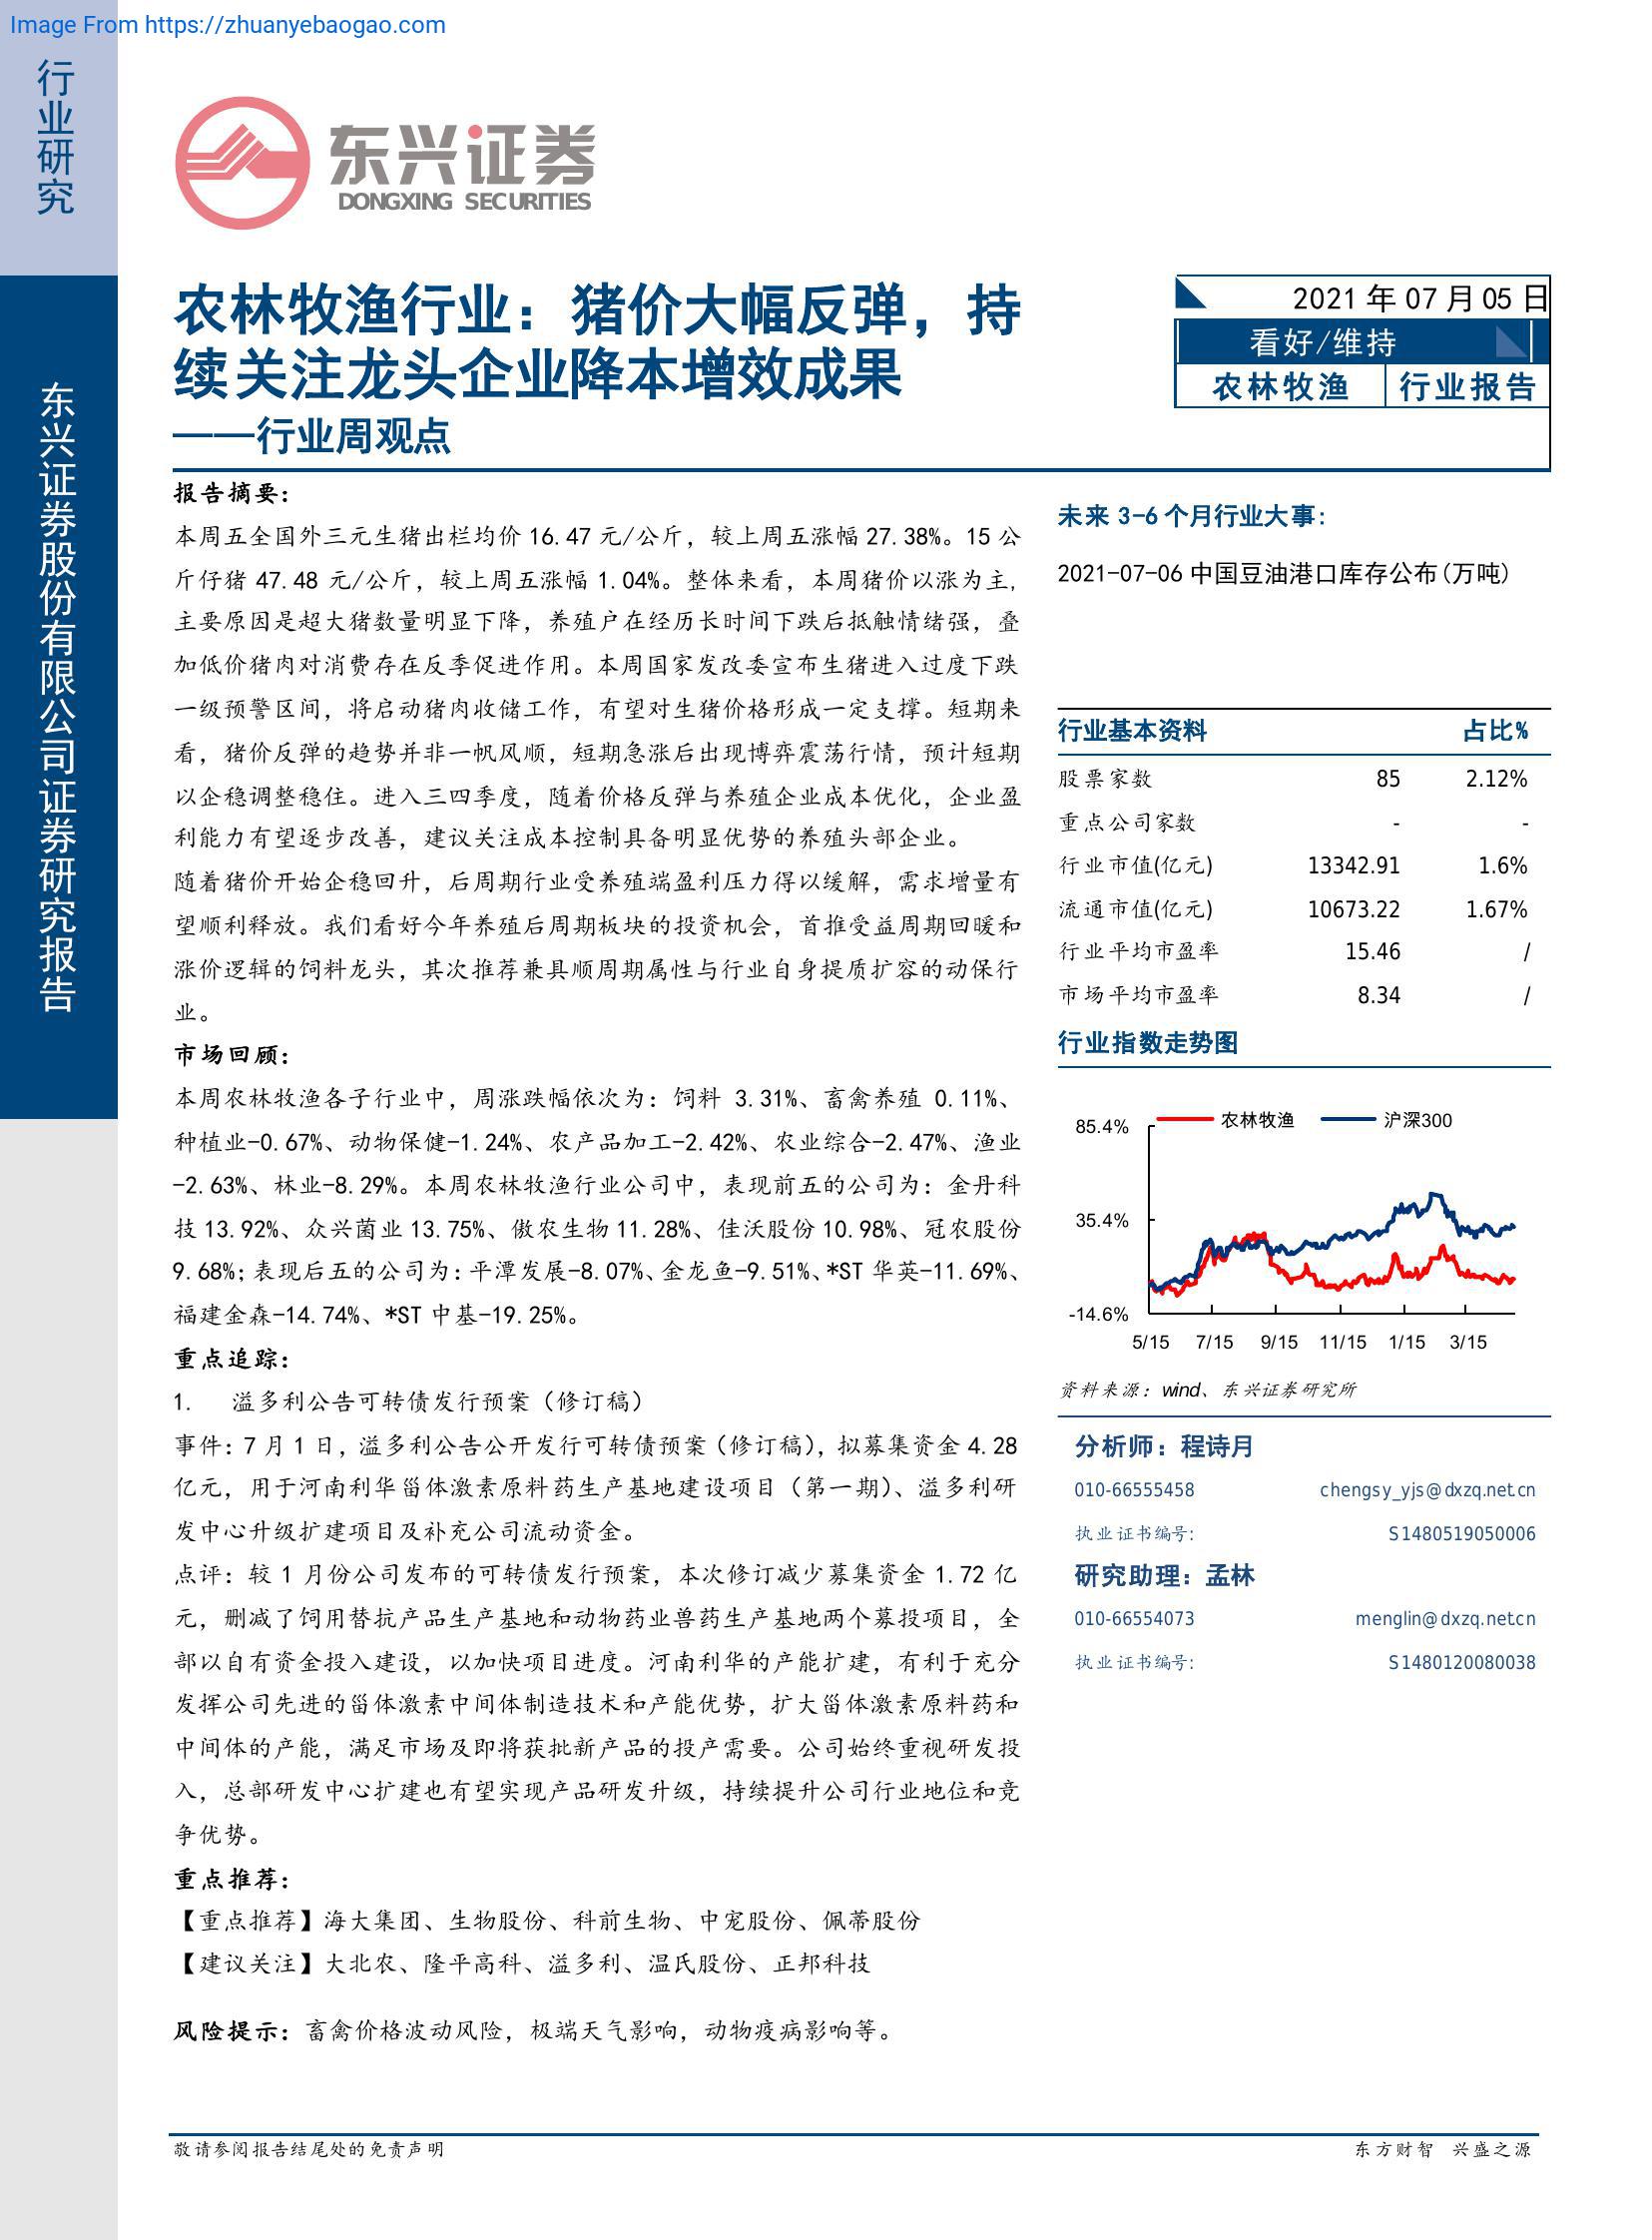 Image From https://zhuanyebaogao.com
行业研究
东兴证券股份有限公司证券研究报告
东兴证券
DONGXING SECURITIES
农林牧渔行业：猪价大幅反弹，持
续关注龙头企业降本增效成果
——行业周观点
2021 年 07 月 05 日
看好/维持
农林牧渔 行业报告
报告摘要：
本周五全国外三元生猪出栏均价 16.47 元/公斤，较上周五涨幅 27.38%。15 公
斤仔猪 47.48 元/公斤，较上周五涨幅 1.04%。整体来看，本周猪价以涨为主，
主要原因是超大猪数量明显下降，养殖户在经历长时间下跌后抵触情绪强，叠
加低价猪肉对消费存在反季促进作用。本周国家发改委宣布生猪进入过度下跌
一级预警区间，将启动猪肉收储工作，有望对生猪价格形成一定支撑。短期来
看，猪价反弹的趋势并非一帆风顺，短期急涨后出现博弈震荡行情，预计短期
以企稳调整稳住。进入三四季度，随着价格反弹与养殖企业成本优化，企业盈
利能力有望逐步改善，建议关注成本控制具备明显优势的养殖头部企业。
随着猪价开始企稳回升，后周期行业受养殖端盈利压力得以缓解，需求增量有
望顺利释放。我们看好今年养殖后周期板块的投资机会，首推受益周期回暖和
涨价逻辑的饲料龙头，其次推荐兼具顺周期属性与行业自身提质扩容的动保行
业。
市场回顾：
本周农林牧渔各子行业中，周涨跌幅依次为：饲料 3.31%、畜禽养殖 0.11%、
种植业-0.67%、动物保健-1.24%、农产品加工-2.42%、农业综合-2.47%、渔业
-2.63%、林业-8.29%。本周农林牧渔行业公司中，表现前五的公司为：金丹科
技 13.92%、众兴菌业 13.75%、傲农生物 11.28%、佳沃股份 10.98%、冠农股份
9.68%；表现后五的公司为：平潭发展-8.07%、金龙鱼-9.51%、*ST 华英-11.69%、
福建金森-14.74%、*ST 中基-19.25%。
重点追踪：
1. 溢多利公告可转债发行预案（修订稿）
事件：7 月 1 日，溢多利公告公开发行可转债预案（修订稿），拟募集资金 4.28
亿元，用于河南利华甾体激素原料药生产基地建设项目（第一期）、溢多利研
发中心升级扩建项目及补充公司流动资金。
点评：较 1 月份公司发布的可转债发行预案，本次修订减少募集资金 1.72 亿
元，删减了饲用替抗产品生产基地和动物药业兽药生产基地两个募投项目，全
部以自有资金投入建设，以加快项目进度。河南利华的产能扩建，有利于充分
发挥公司先进的甾体激素中间体制造技术和产能优势，扩大甾体激素原料药和
中间体的产能，满足市场及即将获批新产品的投产需要。公司始终重视研发投
入，总部研发中心扩建也有望实现产品研发升级，持续提升公司行业地位和竞
争优势。
重点推荐：
【重点推荐】海大集团、生物股份、科前生物、中宠股份、佩蒂股份
【建议关注】大北农、隆平高科、溢多利、温氏股份、正邦科技
风险提示：畜禽价格波动风险，极端天气影响，动物疫病影响等。
未来 3-6 个月行业大事：
2021-07-06 中国豆油港口库存公布(万吨)
行业基本资料 占比%
股票家数 85 2.12%
重点公司家数 - -
行业市值(亿元) 13342.91 1.6%
流通市值(亿元) 10673.22 1.67%
行业平均市盈率 15.46 /
市场平均市盈率 8.34 /
行业指数走势图
农林牧渔 沪深300
85.4%
35.4%
-14.6%
5/15 7/15 9/15 11/15 1/15 3/15
资料来源：wind、东兴证券研究所
分析师：程诗月
010-66555458 chengsy_yjs@dxzq.net.cn
执业证书编号: S1480519050006
研究助理：孟林
010-66554073 menglin@dxzq.net.cn
执业证书编号: S1480120080038
敬请参阅报告结尾处的免责声明 东方财智 兴盛之源